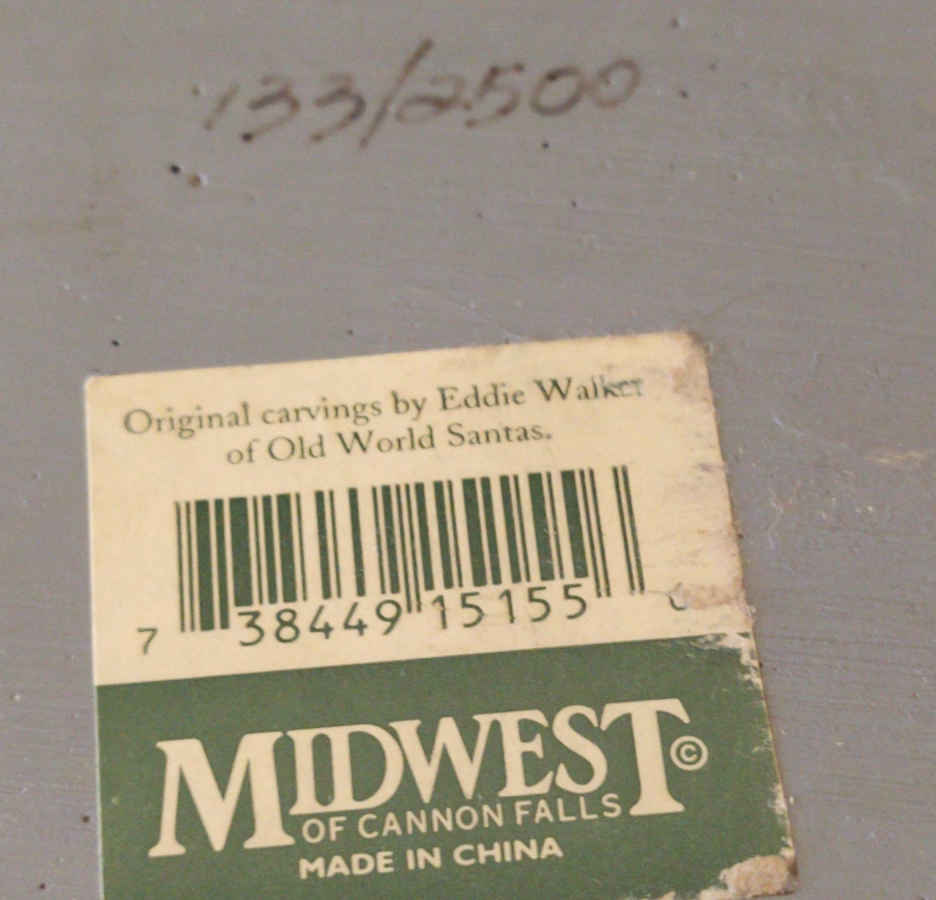 133/2500
Original carvings by Eddie Walker
of Old World Santas.
7 38449 15155 6
MIDWEST©
OF CANNON FALLS
MADE IN CHINA